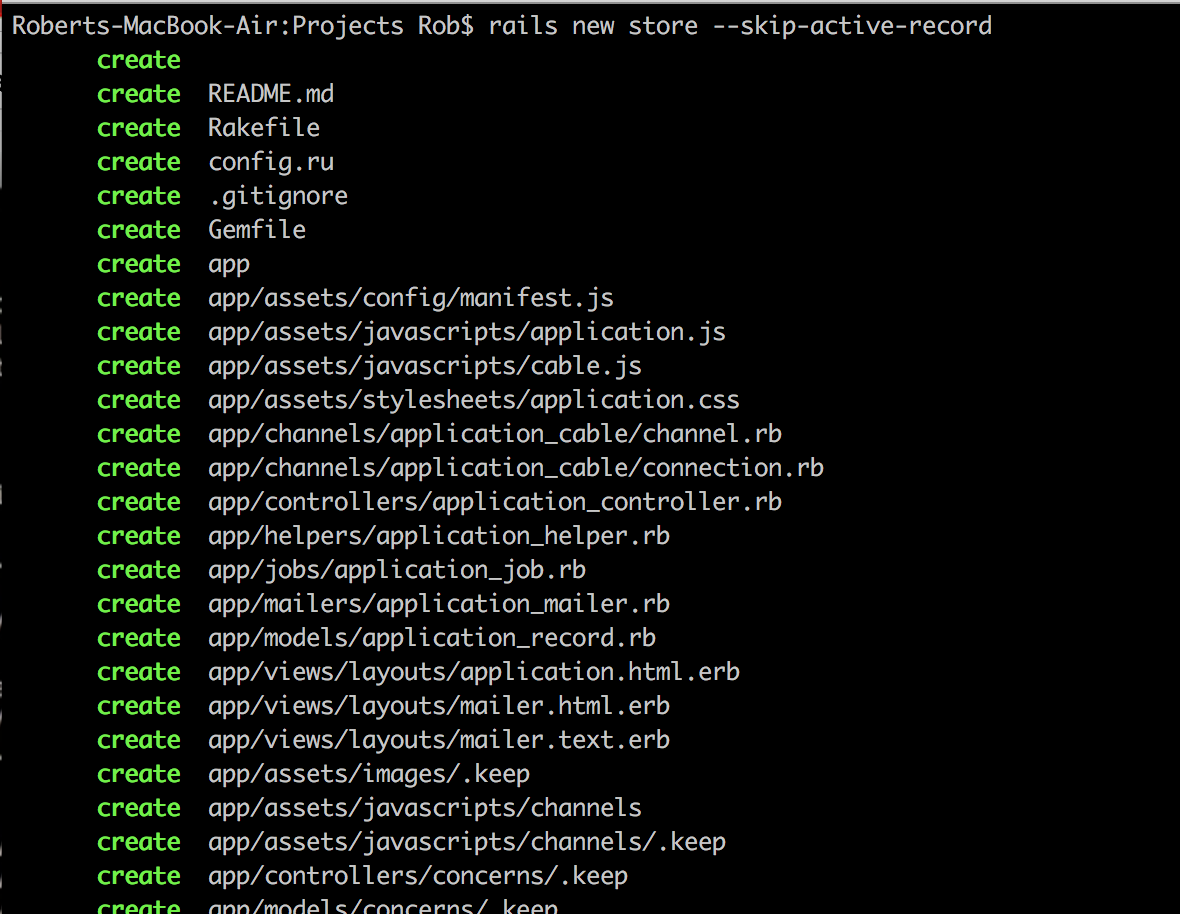 Roberts-MacBook-Air:Projects Rob$ rails new store --skip-active-record
create
create README.md
create Rakefile
create config.ru
create .gitignore
create Gemfile
create app
create app/assets/config/manifest.js
create app/assets/javascripts/application.js
create app/assets/javascripts/cable.js
create app/assets/stylesheets/application.css
create app/channels/application_cable/channel.rb
create app/channels/application_cable/connection.rb
create app/controllers/application_controller.rb
create app/helpers/application_helper.rb
create app/jobs/application_job.rb
create app/mailers/application_mailer.rb
create app/models/application_record.rb
create app/views/layouts/application.html.erb
create app/views/layouts/mailer.html.erb
create app/views/layouts/mailer.text.erb
create app/assets/images/.keep
create app/assets/javascripts/channels
create app/assets/javascripts/channels/.keep
create app/controllers/concerns/.keep
create app/models/concerns/.keep